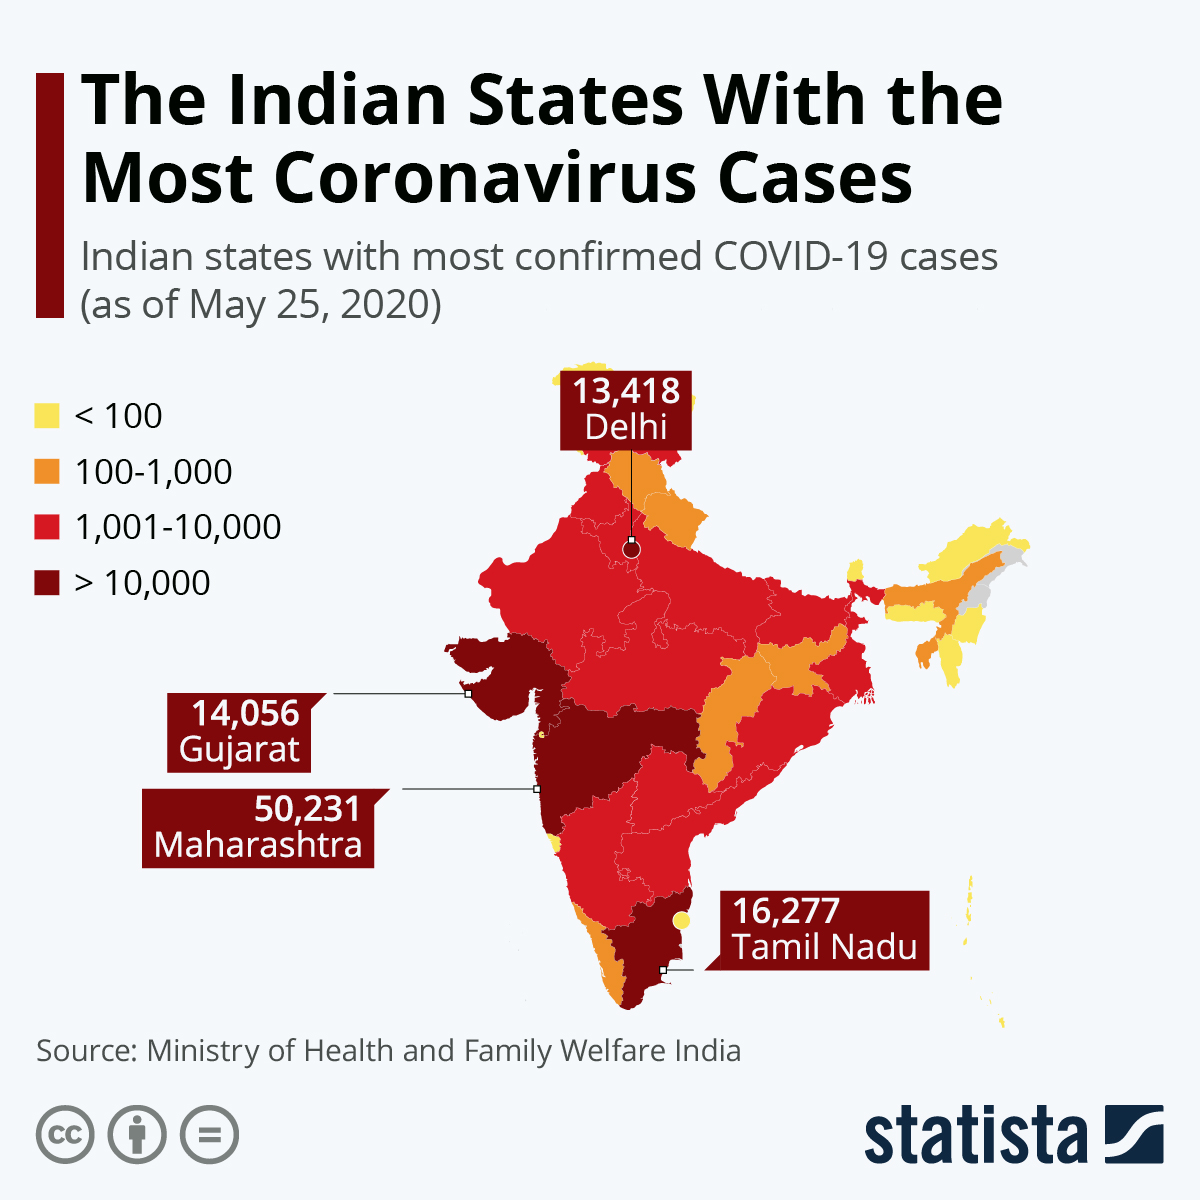 The Indian States With the
Most Coronavirus Cases
Indian states with most confirmed COVID-19 cases
(as of May 25, 2020)
< 100
100-1,000
1,001-10,000
> 10,000
13,418
Delhi
14,056
Gujarat
50,231
Maharashtra
16,277
Tamil Nadu
Source: Ministry of Health and Family Welfare India
cc
statista